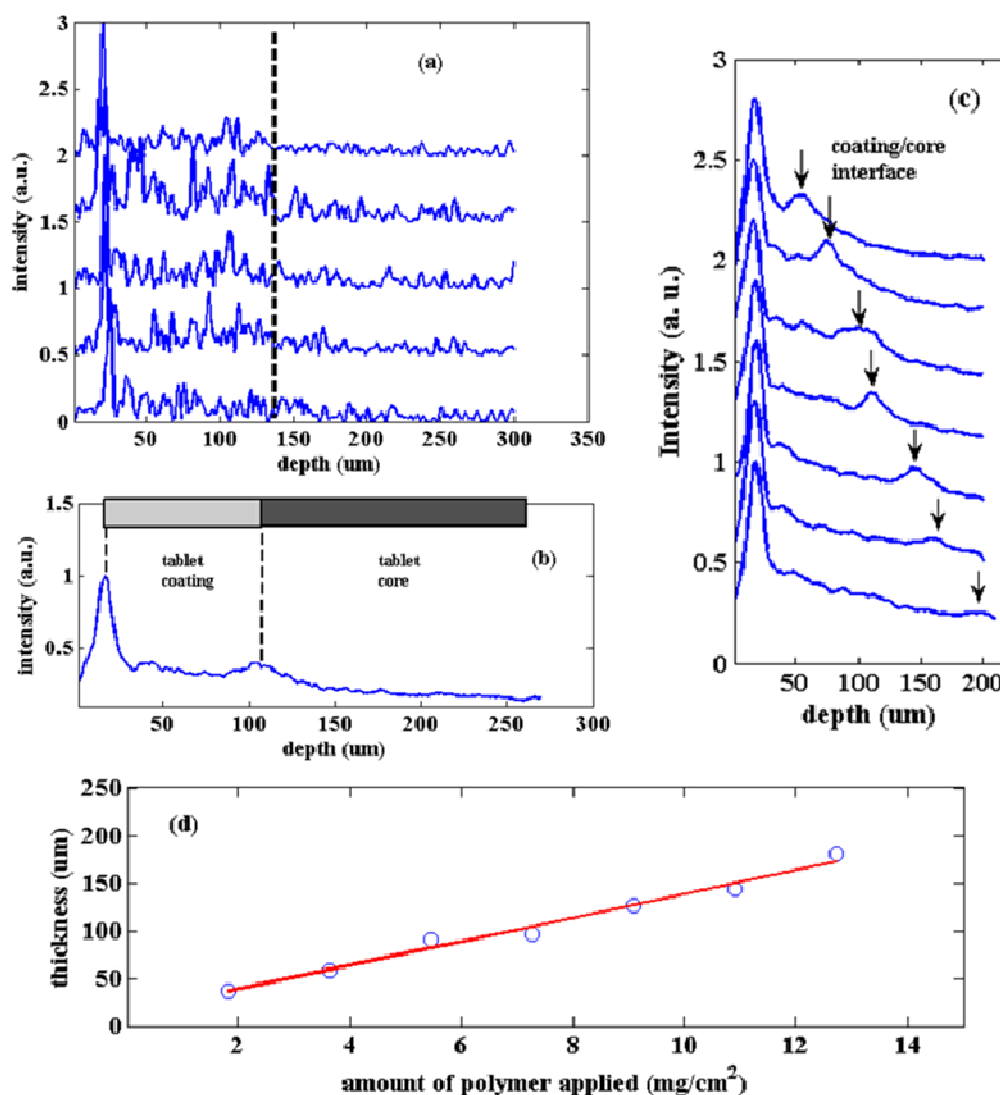 (a)
3
2.5
2
1.5
1
0.5
0
intensity (a.u.)
50 100 150 200 250 300 350
depth (um)
(b)
1.5
1
0.5
intensity (a.u.)
tablet
coating
tablet
core
50 100 150 200 250 300
depth (um)
(c)
3
2.5
2
1.5
1
0.5
0
Intensity (a. u.)
coating/core
interface
50 100 150 200
depth (um)
(d)
250
200
150
100
50
0
thickness (um)
2 4 6 8 10 12 14
amount of polymer applied (mg/cm²)